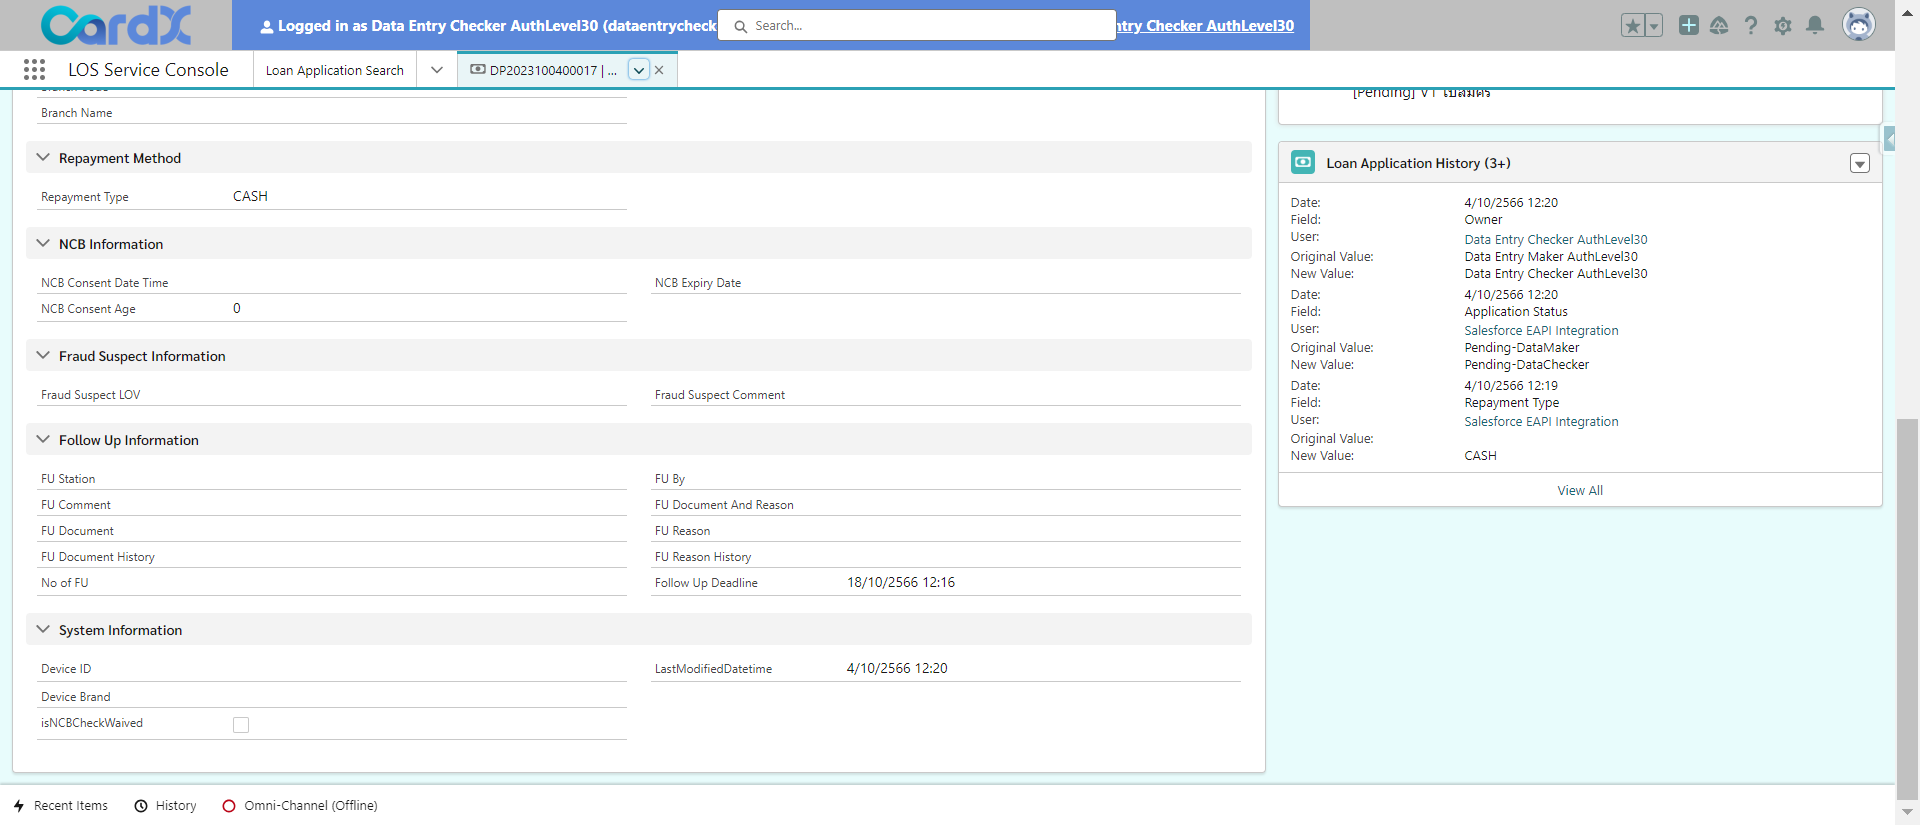 CardX
Logged in as Data Entry Checker AuthLevel30 (dataentrycheck
Search...
ntry Checker AuthLevel30
LOS Service Console
Loan Application Search
DP2023100400017 | ...
Branch Name
Repayment Method
Repayment Type CASH
NCB Information
NCB Consent Date Time
NCB Expiry Date
NCB Consent Age 0
Fraud Suspect Information
Fraud Suspect LOV
Fraud Suspect Comment
Follow Up Information
FU Station
FU By
FU Comment
FU Document And Reason
FU Document
FU Reason
FU Document History
FU Reason History
No of FU
Follow Up Deadline 18/10/2566 12:16
System Information
Device ID
LastModifiedDatetime 4/10/2566 12:20
Device Brand
isNCBCheckWaived
[Pending] V1 ใบสมัคร
Loan Application History (3+)
Date: 4/10/2566 12:20
Field: Owner
User: Data Entry Checker AuthLevel30
Original Value: Data Entry Maker AuthLevel30
New Value: Data Entry Checker AuthLevel30
Date: 4/10/2566 12:20
Field: Application Status
User: Salesforce EAPI Integration
Original Value: Pending-DataMaker
New Value: Pending-DataChecker
Date: 4/10/2566 12:19
Field: Repayment Type
User: Salesforce EAPI Integration
Original Value:
New Value: CASH
View All
Recent Items
History
Omni-Channel (Offline)